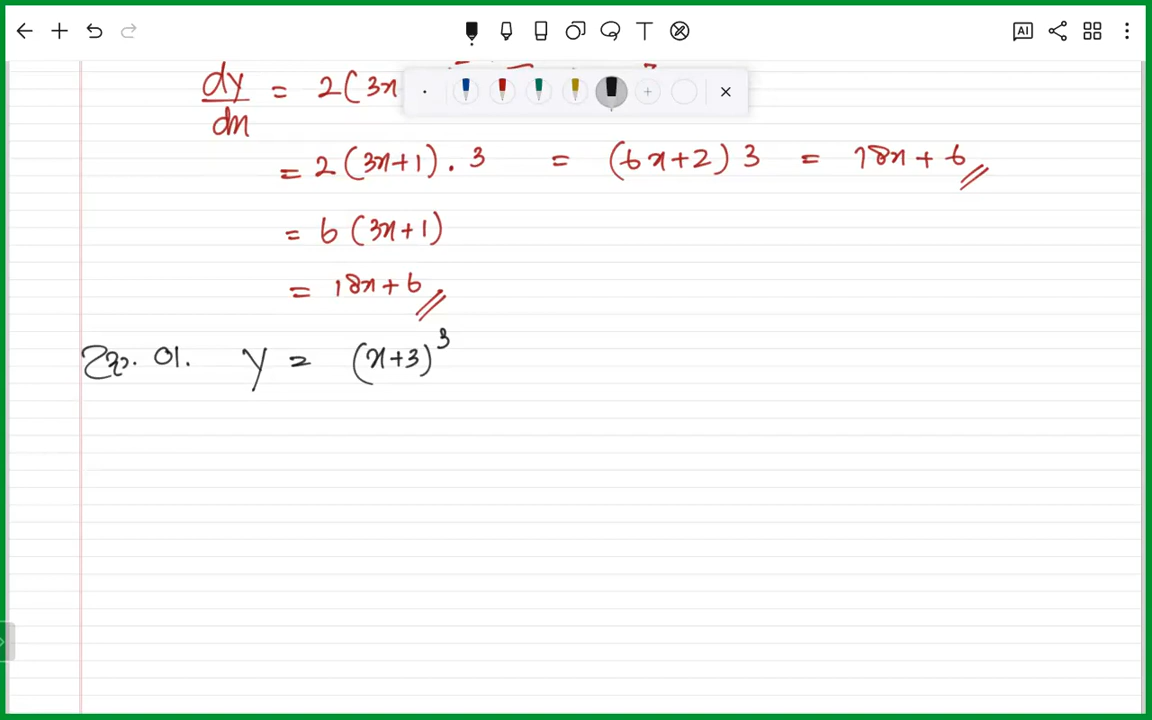 AI
dy/dx = 2(3x
= 2(3x+1).3 = (6x+2)3 = 18x+6
= 6(3x+1)
= 18x+6
01. y = (x+3)^3